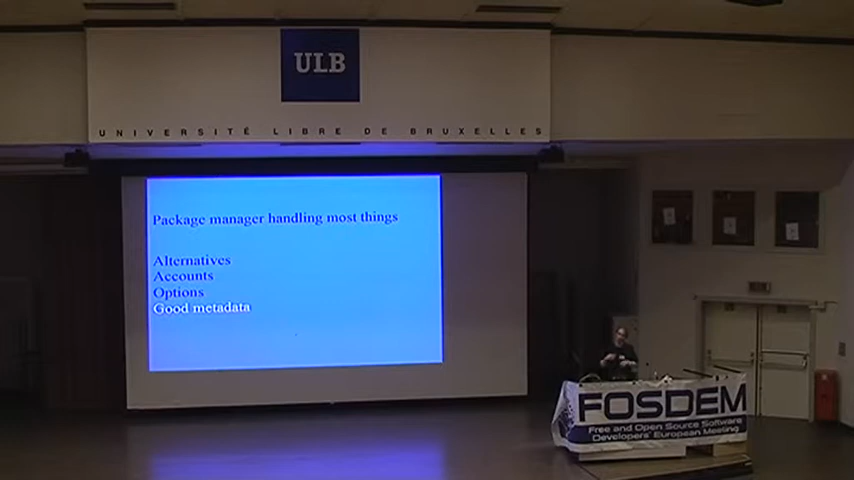 ULB
UNIVERSITÉ LIBRE DE BRUXELLES
Package manager handling most things
Alternatives
Accounts
Options
Good metadata
FOSDEM
Free and Open Source Software
Developers' European Meeting